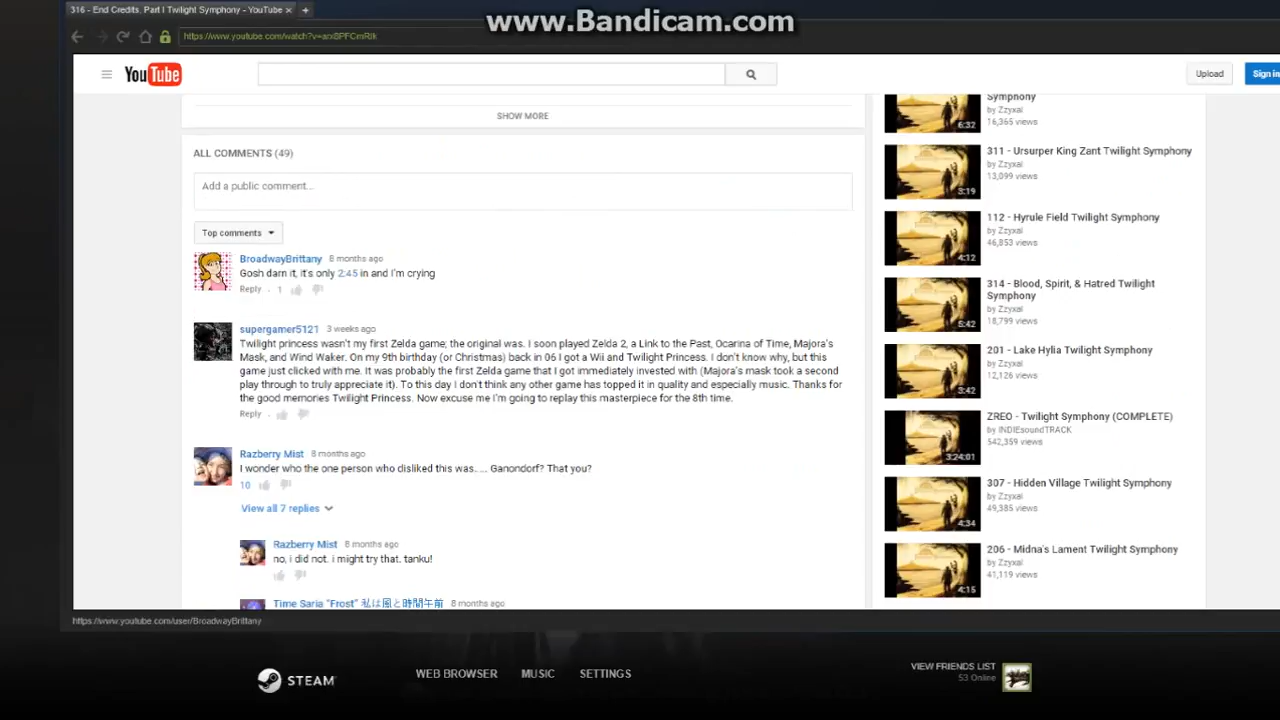 316 - End Credits. Part I Twilight Symphony - YouTube × +
www.Bandicam.com
YouTube
Upload
Sign in
SHOW MORE
ALL COMMENTS (49)
Add a public comment...
Top comments
BroadwayBrittany 8 months ago
Gosh darn it, it's only 2:45 in and I'm crying
Reply · 1
supergamer5121 3 weeks ago
Twilight princess wasn't my first Zelda game; the original was. I soon played Zelda 2, a Link to the Past, Ocarina of Time, Majora's
Mask, and Wind Waker. On my 9th birthday (or Christmas) back in 06 I got a Wii and Twilight Princess. I don't know why, but this
game just clicked with me. It was probably the first Zelda game that I got immediately invested with (Majora's mask took a second
play through to truly appreciate it). To this day I don't think any other game has topped it in quality and especially music. Thanks for
the good memories Twilight Princess. Now excuse me I'm going to replay this masterpiece for the 8th time.
Reply ·
Razberry Mist 8 months ago
I wonder who the one person who disliked this was..... Ganondorf? That you?
10
View all 7 replies
Razberry Mist 8 months ago
no, i did not. i might try that. tanku!
Time Saria "Frost" 私は風と時間午前 8 months ago
Symphony
by Zzyxal
16,365 views
6:32
311 - Ursurper King Zant Twilight Symphony
by Zzyxal
13,099 views
3:19
112 - Hyrule Field Twilight Symphony
by Zzyxal
46,853 views
4:12
314 - Blood, Spirit, & Hatred Twilight
Symphony
by Zzyxal
18,799 views
5:42
201 - Lake Hylia Twilight Symphony
by Zzyxal
12,126 views
3:42
ZREO - Twilight Symphony (COMPLETE)
by INDIEsoundTRACK
542,359 views
3:24:01
307 - Hidden Village Twilight Symphony
by Zzyxal
49,385 views
4:34
206 - Midna's Lament Twilight Symphony
by Zzyxal
41,119 views
4:15
https://www.youtube.com/user/BroadwayBrittany
STEAM
WEB BROWSER
MUSIC
SETTINGS
VIEW FRIENDS LIST
53 Online